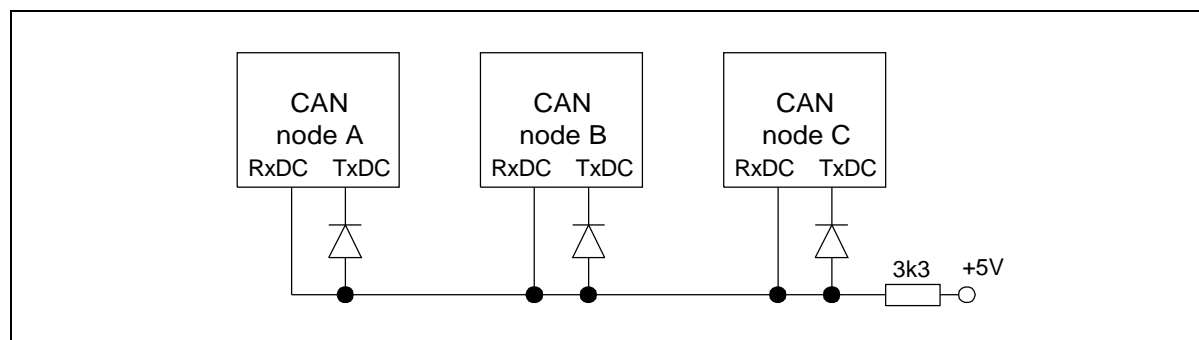 CAN
node A
RxDC TxDC
CAN
node B
RxDC TxDC
CAN
node C
RxDC TxDC
3k3
+5V